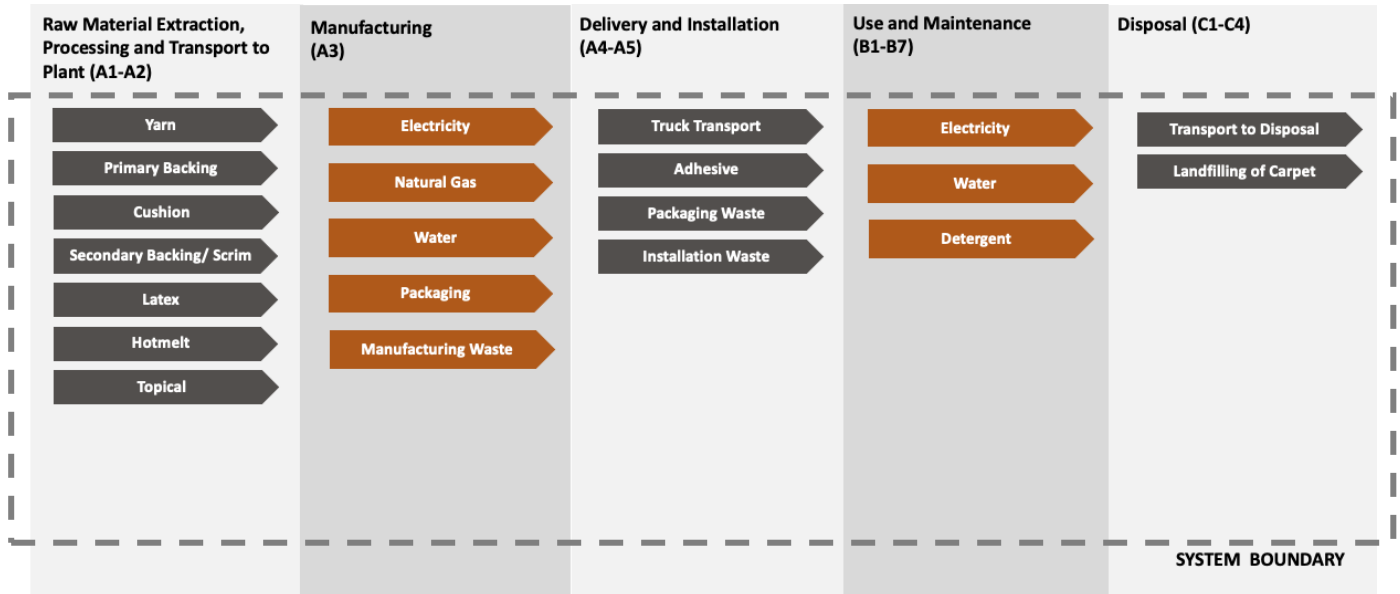 Raw Material Extraction,
Processing and Transport to
Plant (A1-A2)
Yarn
Primary Backing
Cushion
Secondary Backing/ Scrim
Latex
Hotmelt
Topical
Manufacturing
(A3)
Electricity
Natural Gas
Water
Packaging
Manufacturing Waste
Delivery and Installation
(A4-A5)
Truck Transport
Adhesive
Packaging Waste
Installation Waste
Use and Maintenance
(B1-B7)
Electricity
Water
Detergent
Disposal (C1-C4)
Transport to Disposal
Landfilling of Carpet
SYSTEM BOUNDARY